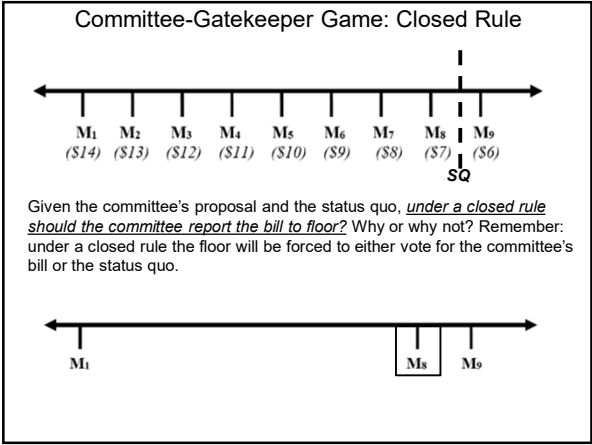 Committee-Gatekeeper Game: Closed Rule
M1 M2 M3 M4 M5 M6 M7 M8 M9
($14) ($13) ($12) ($11) ($10) ($9) ($8) ($7) ($6)
SQ
Given the committee's proposal and the status quo, under a closed rule
should the committee report the bill to floor? Why or why not? Remember:
under a closed rule the floor will be forced to either vote for the committee's
bill or the status quo.
M1 M8 M9